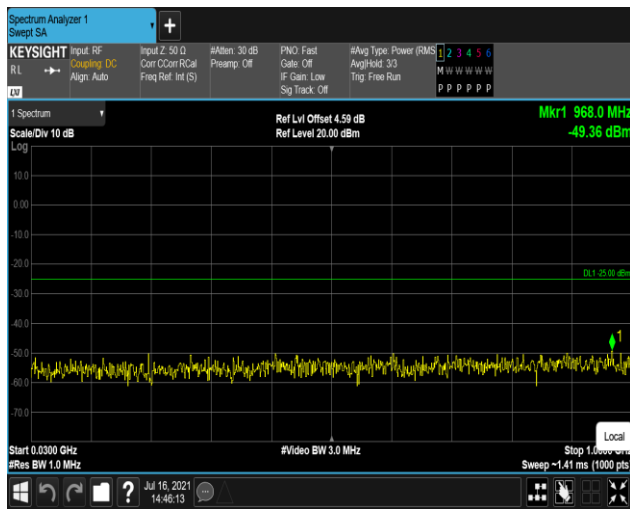 Spectrum Analyzer 1
Swept SA
KEYSIGHT Input: RF Input Z: 50 Ω #Atten: 30 dB PNO: Fast #Avg Type: Power (RMS 1 2 3 4 5 6
RL Coupling: DC Corr CCorr RCal Preamp: Off Gate: Off Avg|Hold: 3/3 M W W W W W
Align: Auto Freq Ref: Int (S) IF Gain: Low Trig: Free Run
LXI Sig Track: Off P P P P P P
1 Spectrum Ref Lvl Offset 4.59 dB Mkr1 968.0 MHz
Scale/Div 10 dB Ref Level 20.00 dBm -49.36 dBm
Log
10.0
0.00
-10.0
-20.0
DL1 -25.00 dBm
-30.0
-40.0
1
-50.0
-60.0
-70.0
Local
Start 0.0300 GHz #Video BW 3.0 MHz Stop
#Res BW 1.0 MHz Sweep ~1.41 ms (1000 pts)
? Jul 16, 2021
14:46:13